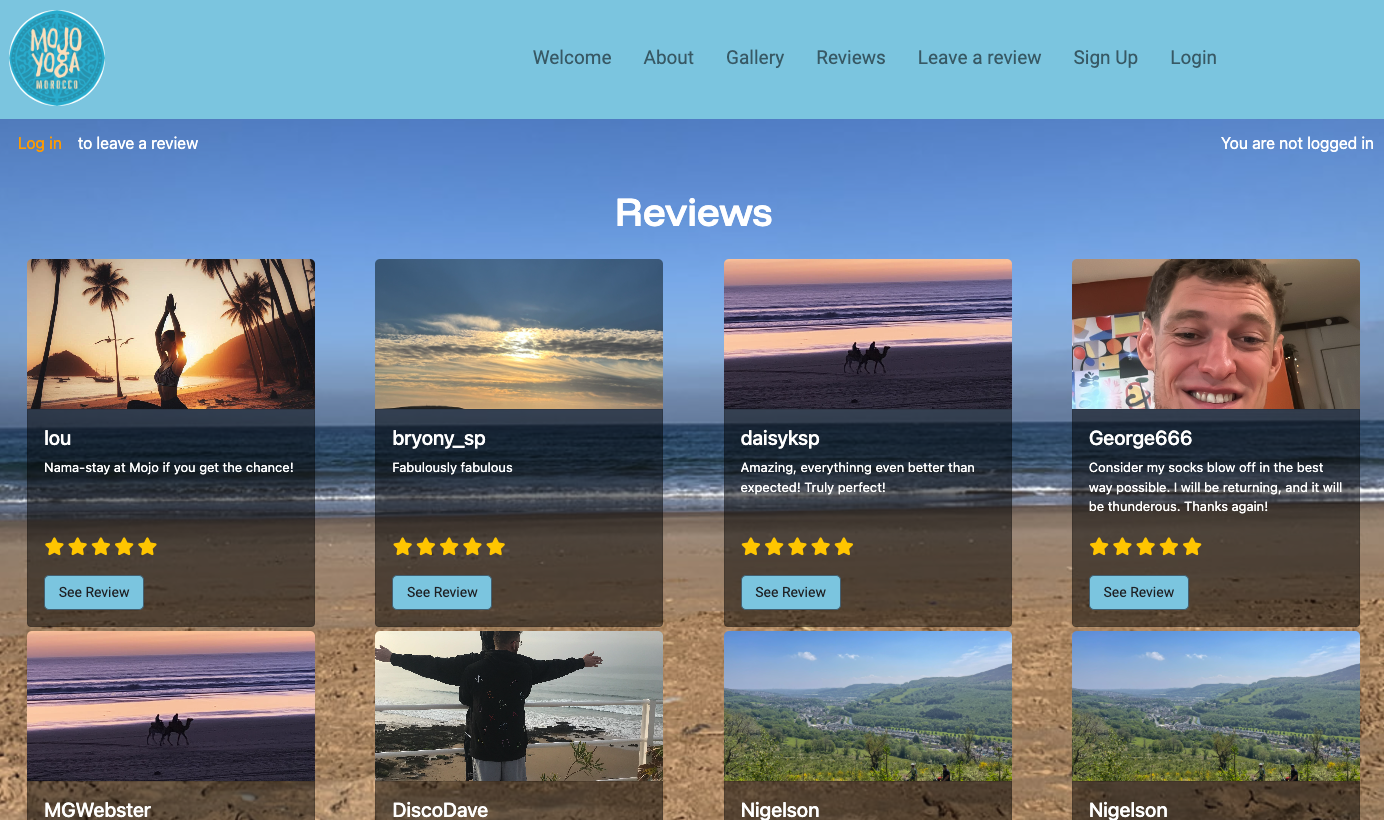 MOJO
YOGA
MOROCCO
Welcome About Gallery Reviews Leave a review Sign Up Login
Log in to leave a review
You are not logged in
Reviews
lou
Nama-stay at Mojo if you get the chance!
See Review
bryony_sp
Fabulously fabulous
See Review
daisyksp
Amazing, everythinng even better than
expected! Truly perfect!
See Review
George666
Consider my socks blow off in the best
way possible. I will be returning, and it will
be thunderous. Thanks again!
See Review
MGWebster
DiscoDave
Nigelson
Nigelson